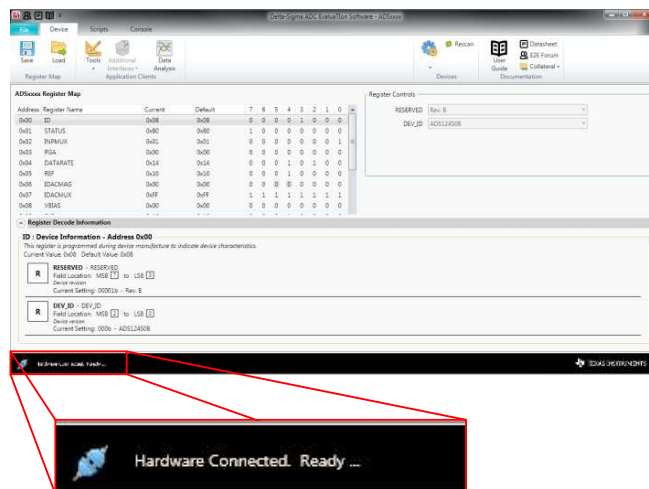 Delta-Sigma ADC Evaluation Software - ADSxxxx
File Device Scripts Console
Save Load Tools Additional Interfaces Data Analysis
Rescan
User Guide
Datasheet
E2E Forum
Collateral
Register Map Application Clients Devices Documentation
ADSxxxx Register Map
Address Register Name Current Default 7 6 5 4 3 2 1 0
0x00 ID 0x08 0x08 0 0 0 0 1 0 0 0
0x01 STATUS 0x80 0x80 1 0 0 0 0 0 0 0
0x02 INPMUX 0x01 0x01 0 0 0 0 0 0 0 1
0x03 PGA 0x00 0x00 0 0 0 0 0 0 0 0
0x04 DATARATE 0x14 0x14 0 0 0 1 0 1 0 0
0x05 REF 0x10 0x10 0 0 0 1 0 0 0 0
0x06 IDACMAG 0x00 0x00 0 0 0 0 0 0 0 0
0x07 IDACMUX 0xFF 0xFF 1 1 1 1 1 1 1 1
0x08 VBIAS 0x00 0x00 0 0 0 0 0 0 0 0
Register Controls
RESERVED Rev. B
DEV_ID ADS124S08
Register Decode Information
ID : Device Information - Address 0x00
This register is programmed during device manufacture to indicate device characteristics.
Current Value: 0x08 Default Value: 0x08
R RESERVED - RESERVED
Field Location: MSB 7 to LSB 3
Device revision
Current Setting: 00001b - Rev. B
R DEV_ID - DEV_ID
Field Location: MSB 2 to LSB 0
Device version
Current Setting: 000b - ADS124S08
Hardware Connected. Ready ...
TEXAS INSTRUMENTS
Hardware Connected. Ready ...